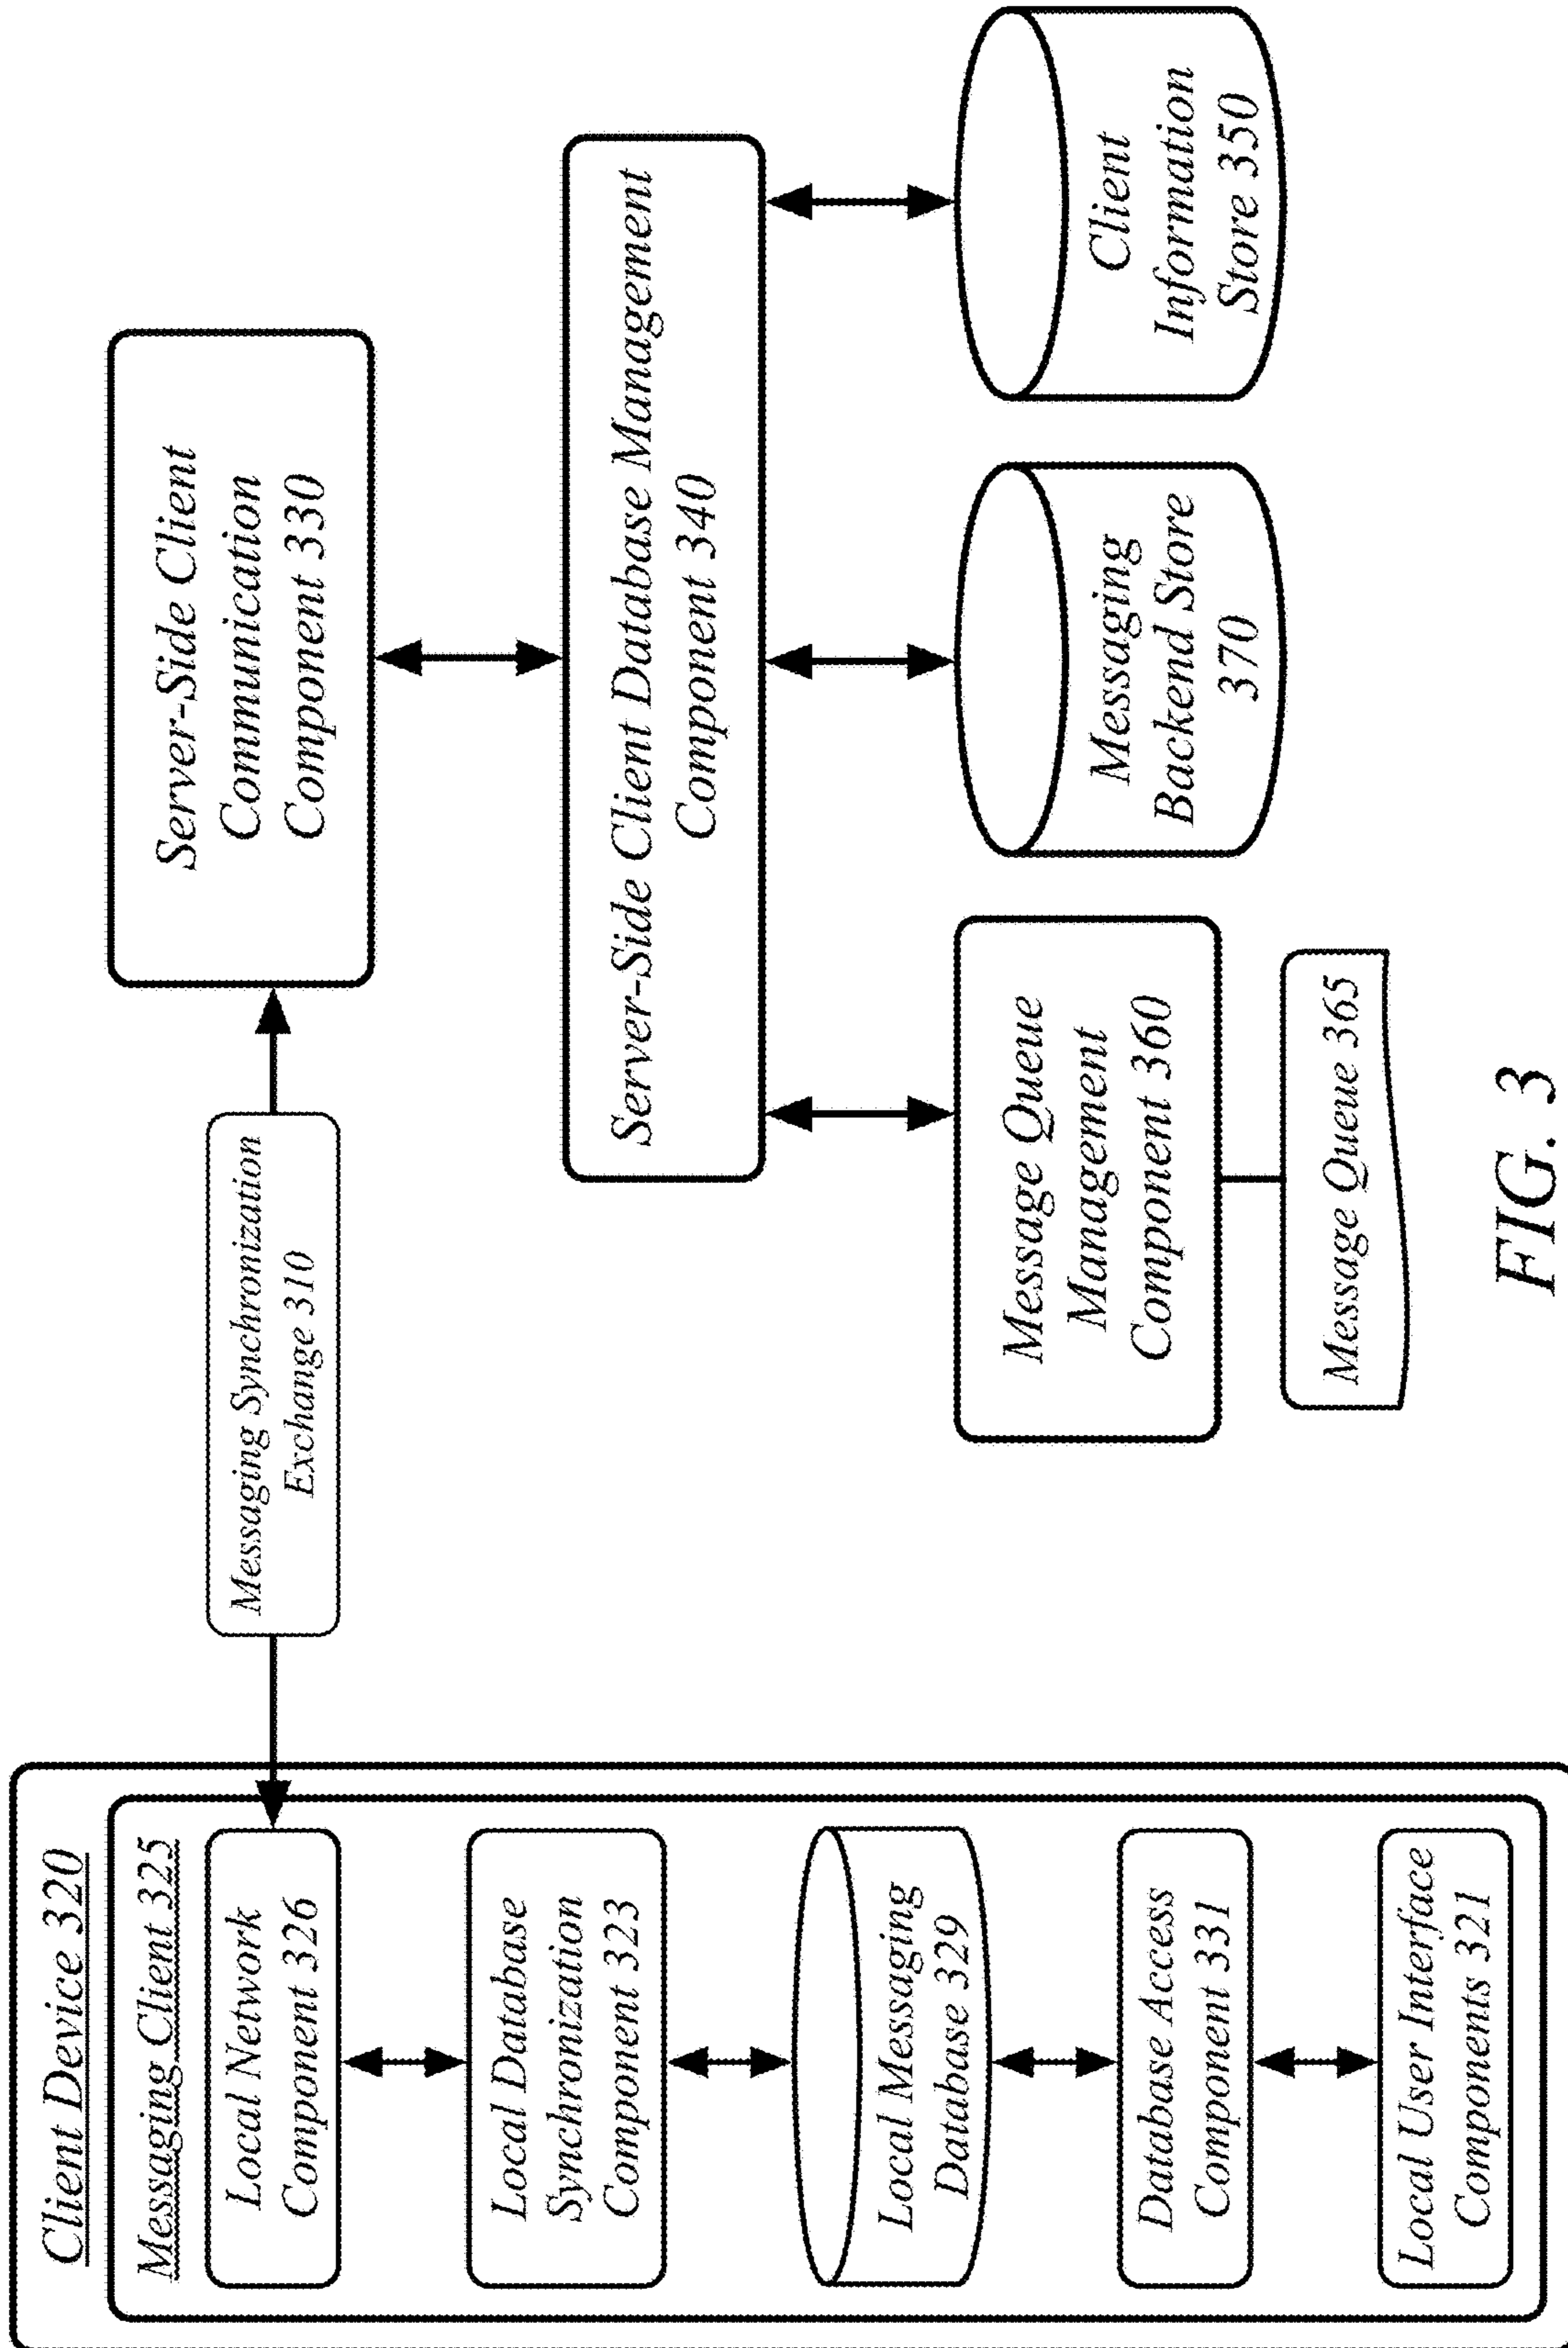 Client Device 320
Messaging Client 325
Local Network
Component 326
Local Database
Synchronization
Component 323
Local Messaging
Database 329
Database Access
Component 331
Local User Interface
Components 321
Messaging Synchronization
Exchange 310
Server-Side Client
Communication
Component 330
Server-Side Client Database Management
Component 340
Message Queue
Management
Component 360
Message Queue 365
Messaging
Backend Store
370
Client
Information
Store 350
FIG. 3